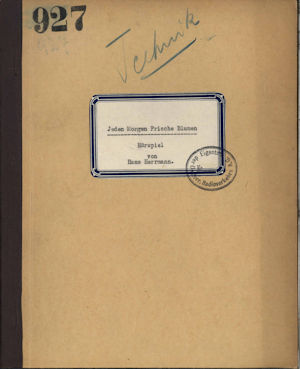 927
Technik
Jeden Morgen Frische Blumen
Hörspiel
von
Hans Herrmann.